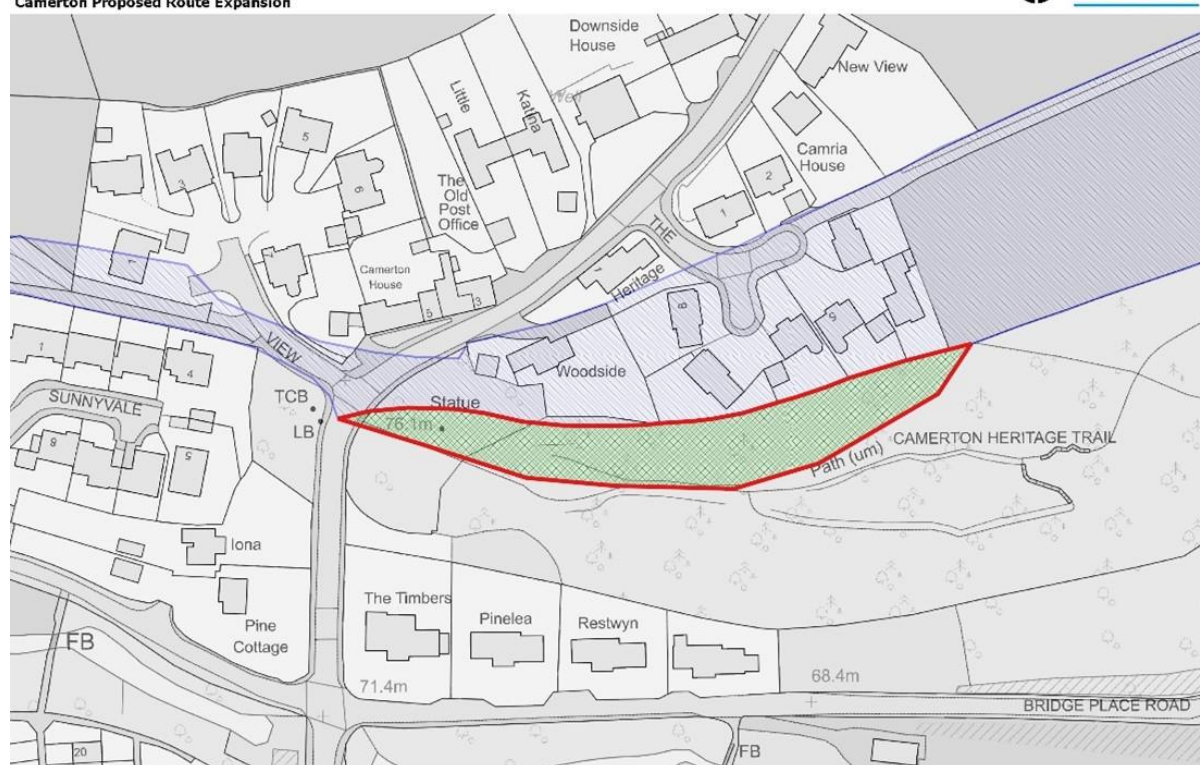 Camerton Proposed Route Expansion
Downside
House
New View
Little
Katina
Well
Camria
House
The
Old
Post
Office
3
5
6
2
1
THE
Camerton
House
5
3
1
Heritage
8
5
Woodside
VIEW
1
4
SUNNYVALE
TCB
LB
Statue
76.1m
8
5
CAMERTON HERITAGE TRAIL
Path (um)
Iona
The Timbers
Pinelea
Restwyn
Pine
Cottage
FB
71.4m
68.4m
BRIDGE PLACE ROAD
20
FB